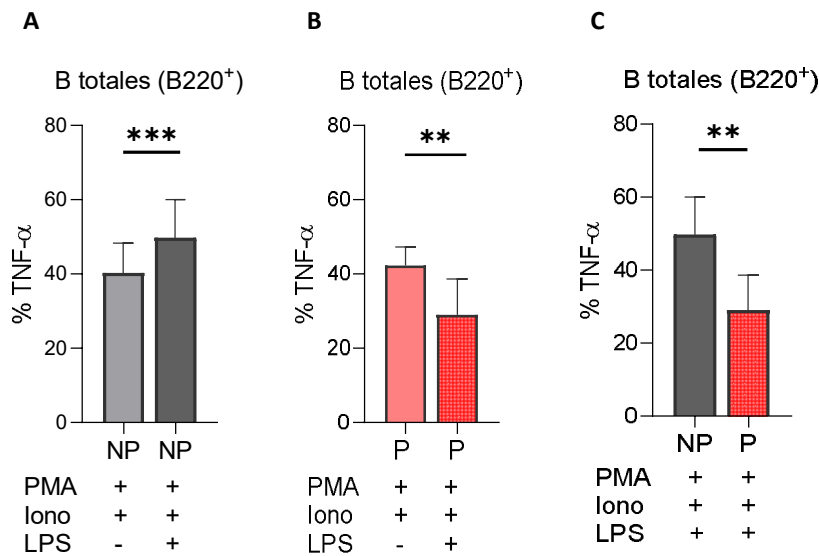 A
B totales (B220⁺)
***
% TNF-α
80
60
40
20
0
NP NP
PMA + +
Iono + +
LPS - +
B
B totales (B220⁺)
**
% TNF-α
80
60
40
20
0
P P
PMA + +
Iono + +
LPS - +
C
B totales (B220⁺)
**
% TNF-α
80
60
40
20
0
NP P
PMA + +
Iono + +
LPS + +